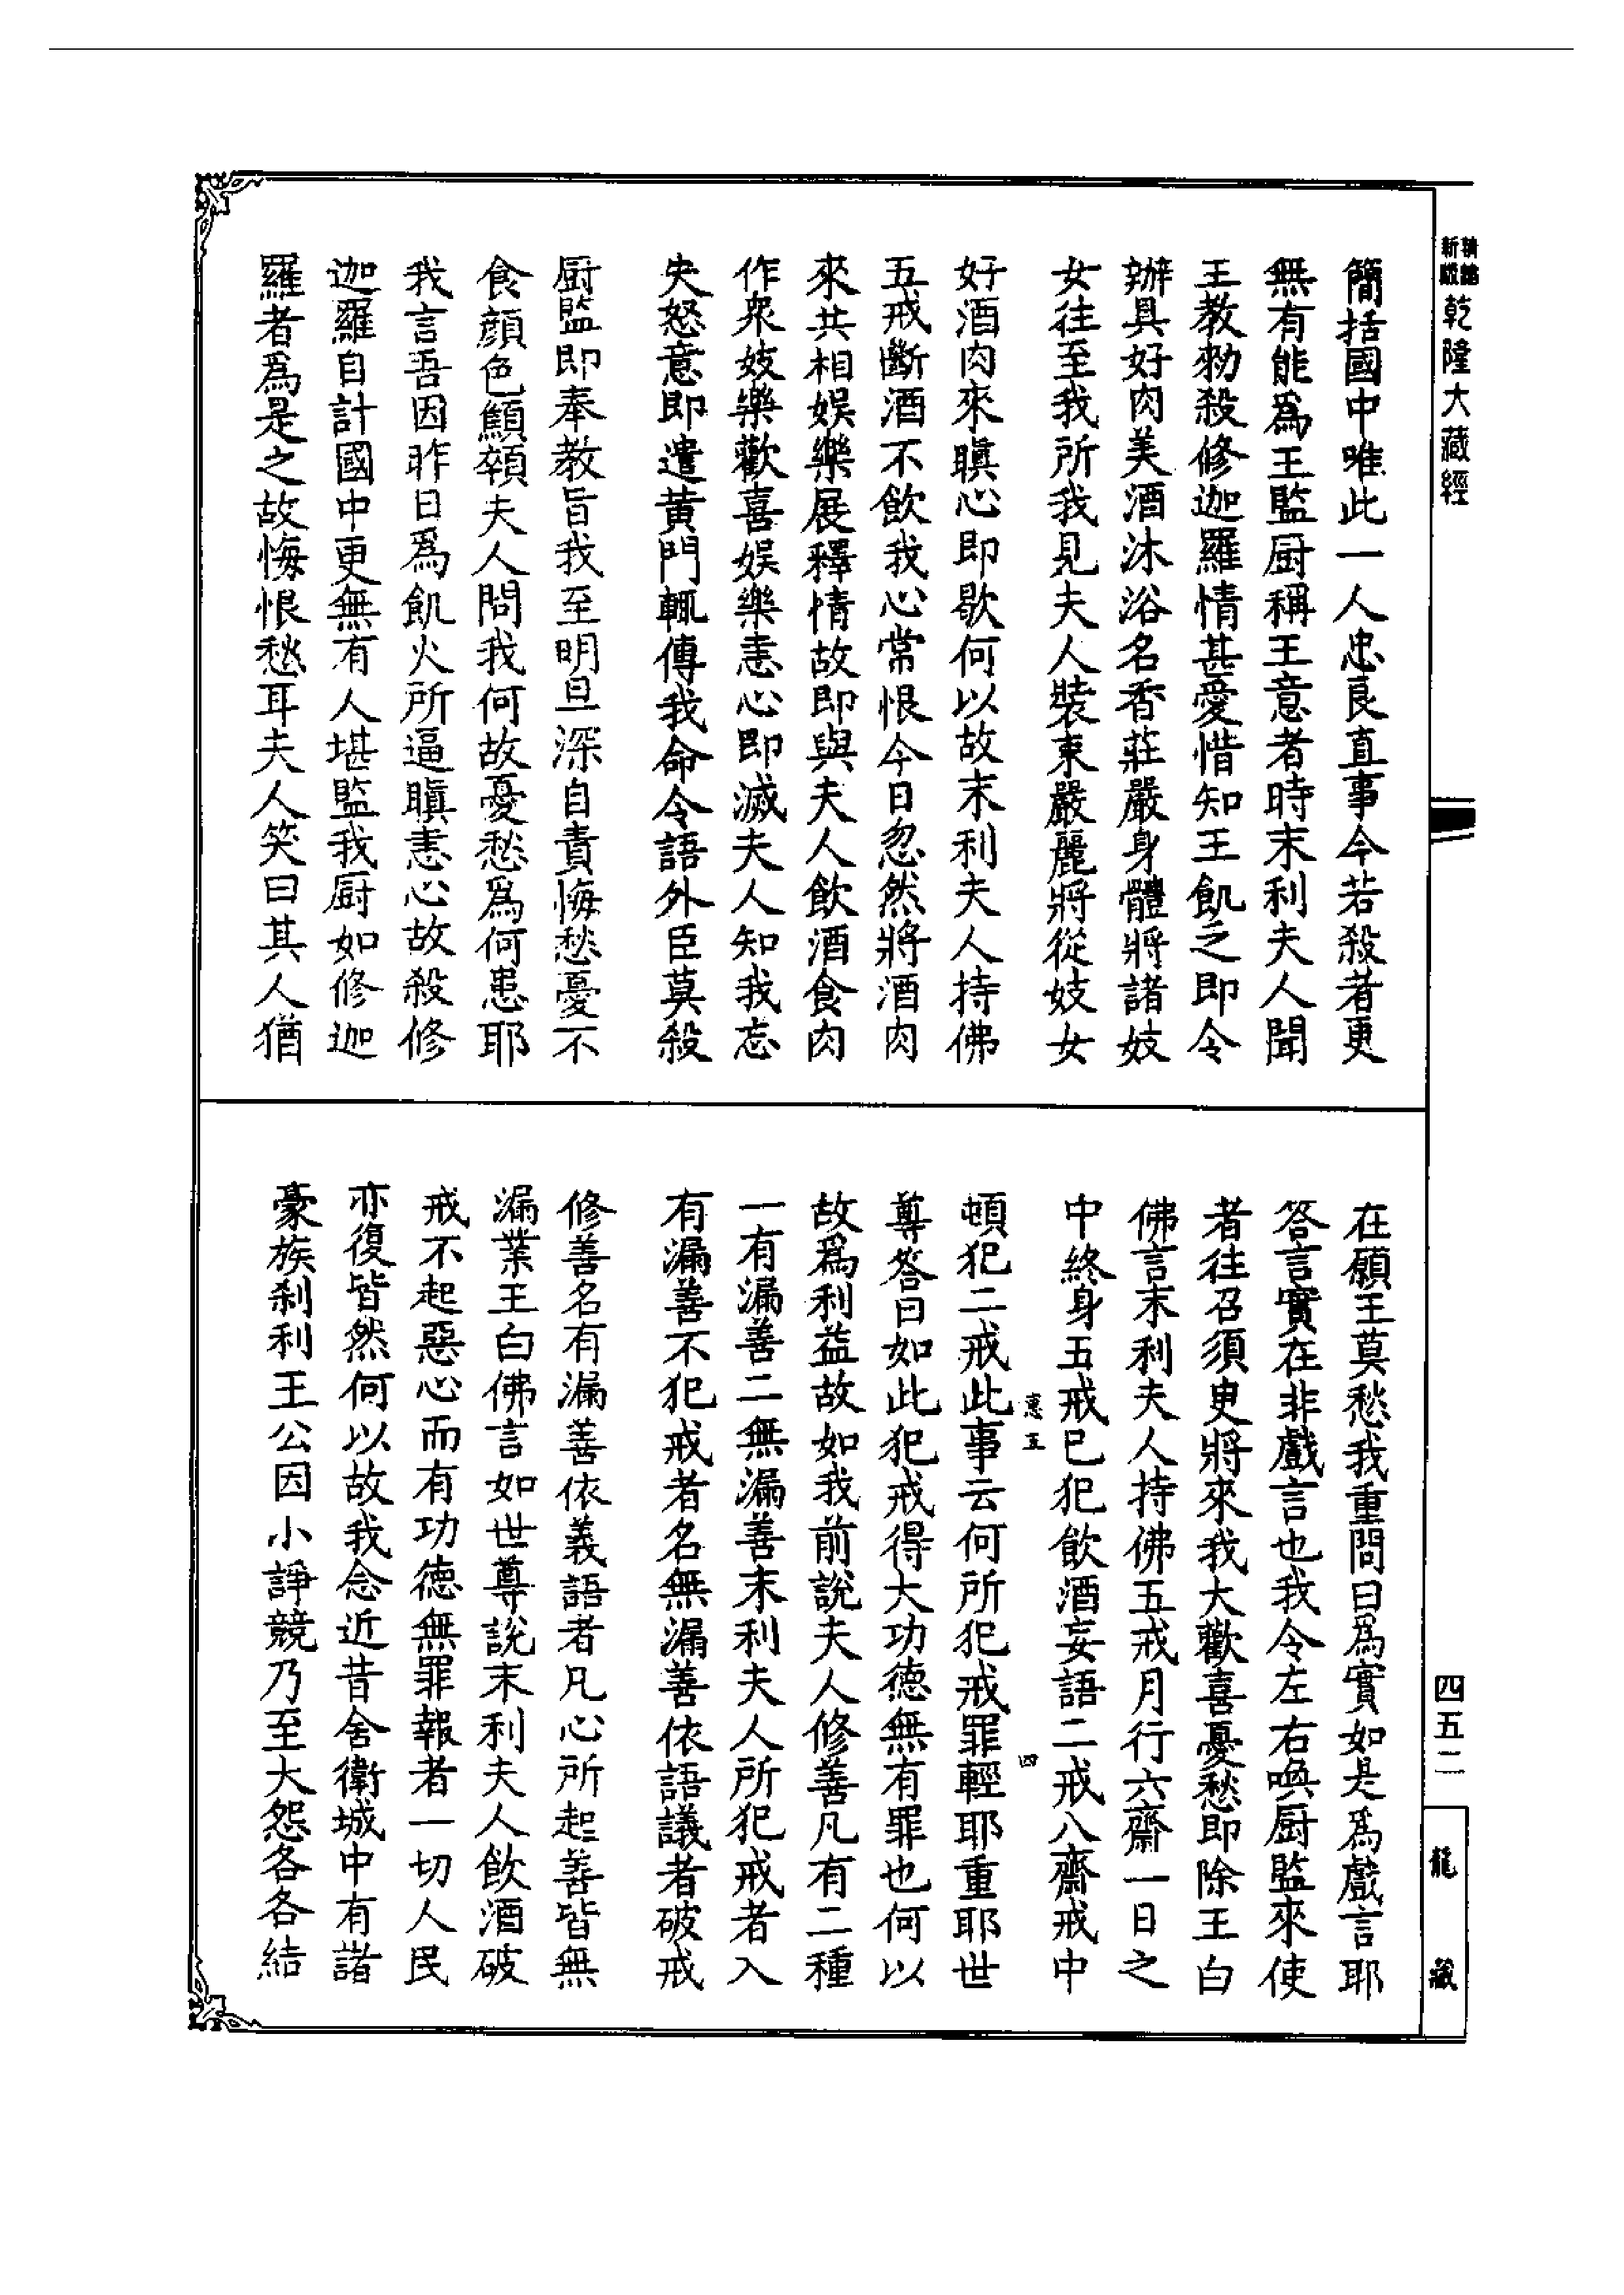 新編
縮版
乾隆大藏經
簡括國中唯此一人忠良直事今若殺者更
無有能爲王監厨稱王意者時末利夫人聞
王教勑殺修迦羅情甚愛惜知王飢乏即令
辦具好肉美酒沐浴名香莊嚴身體將諸妓
女往至我所我見夫人裝束嚴麗將從妓女
好酒肉來瞋心即歇何以故末利夫人持佛
五戒斷酒不飲我心常恨今日忽然將酒肉
來共相娱樂展釋情故即與夫人飲酒食肉
作衆妓樂歡喜娱樂恚心即滅夫人知我忘
失怒意即遣黄門輒傳我命令語外臣莫殺
厨監即奉教旨我至明旦深自責悔愁憂不
食顔色顦顇夫人問我何故憂愁爲何患耶
我言吾因昨日爲飢火所逼瞋恚心故殺修
迦羅自計國中更無有人堪監我厨如修迦
羅者爲是之故悔恨愁耳夫人笑曰其人猶
在願王莫愁我重問曰爲實如是爲戲言耶
答言實在非戲言也我令左右喚厨監來使
者往召須臾將來我大歡喜憂愁即除王白
佛言末利夫人持佛五戒月行六齋一日之
中終身五戒已犯飲酒妄語二戒八齋戒中
惠五
四
頓犯二戒此事云何所犯戒罪輕耶重耶世
尊答曰如此犯戒得大功德無有罪也何以
故爲利益故如我前說夫人修善凡有二種
一有漏善二無漏善末利夫人所犯戒者入
有漏善不犯戒者名無漏善依語議者破戒
修善名有漏善依義語者凡心所起善皆無
漏業王白佛言如世尊說末利夫人飲酒破
戒不起惡心而有功德無罪報者一切人民
亦復皆然何以故我念近昔舍衛城中有諸
豪族刹利王公因小諍競乃至大怨各各結
四五二
龍藏